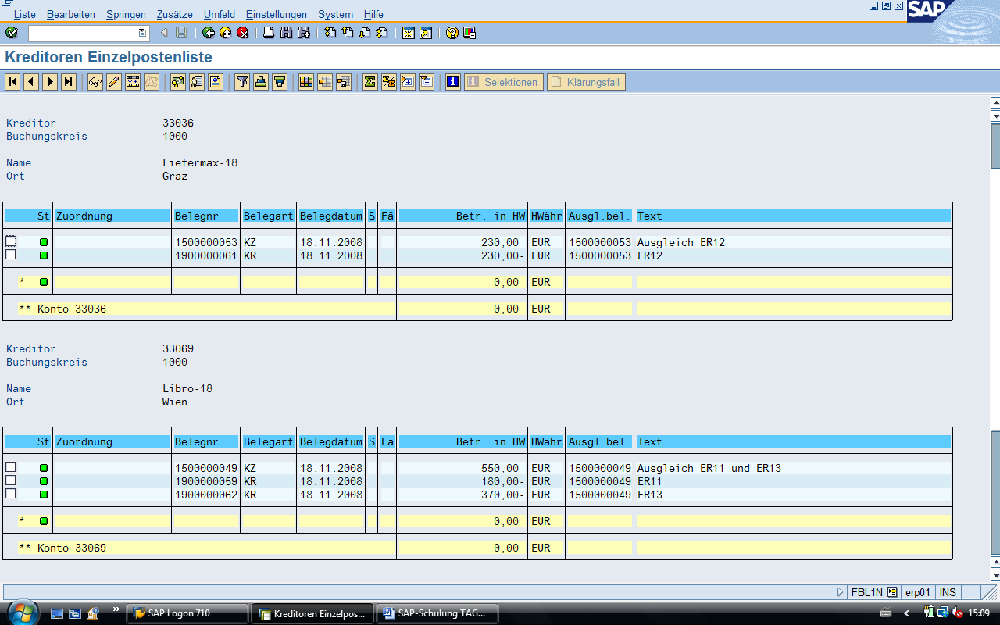 Liste Bearbeiten Springen Zusätze Umfeld Einstellungen System Hilfe
SAP
Kreditoren Einzelpostenliste
Selektionen Klärungsfall
Kreditor 33036
Buchungskreis 1000
Name Liefermax-18
Ort Graz
St Zuordnung Belegnr Belegart Belegdatum S Fä Betr. in HW HWähr Ausgl.bel. Text
1500000053 KZ 18.11.2008 230,00 EUR 1500000053 Ausgleich ER12
1900000061 KR 18.11.2008 230,00- EUR 1500000053 ER12
* 0,00 EUR
** Konto 33036 0,00 EUR
Kreditor 33069
Buchungskreis 1000
Name Libro-18
Ort Wien
St Zuordnung Belegnr Belegart Belegdatum S Fä Betr. in HW HWähr Ausgl.bel. Text
1500000049 KZ 18.11.2008 550,00 EUR 1500000049 Ausgleich ER11 und ER13
1900000059 KR 18.11.2008 180,00- EUR 1500000049 ER11
1900000062 KR 18.11.2008 370,00- EUR 1500000049 ER13
* 0,00 EUR
** Konto 33069 0,00 EUR
FBL1N erp01 INS
SAP Logon 710 Kreditoren Einzelpos... SAP-Schulung TAG... 15:09